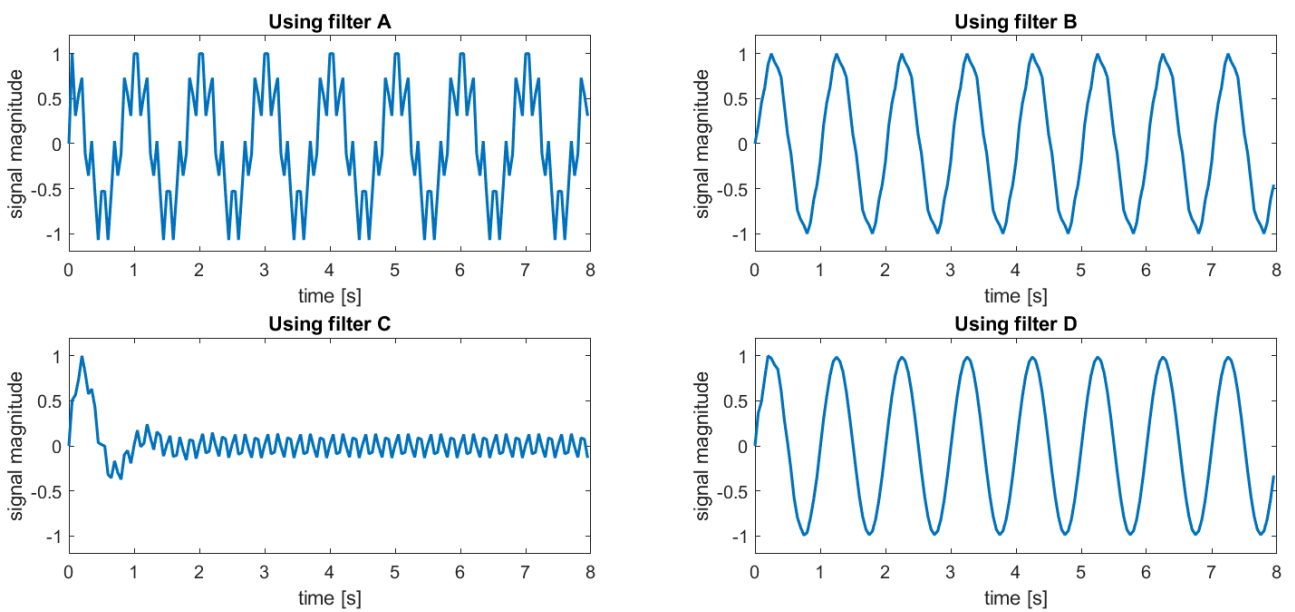 Using filter A
signal magnitude
1
0.5
0
-0.5
-1
0 1 2 3 4 5 6 7 8
time [s]
Using filter B
signal magnitude
1
0.5
0
-0.5
-1
0 1 2 3 4 5 6 7 8
time [s]
Using filter C
signal magnitude
1
0.5
0
-0.5
-1
0 1 2 3 4 5 6 7 8
time [s]
Using filter D
signal magnitude
1
0.5
0
-0.5
-1
0 1 2 3 4 5 6 7 8
time [s]